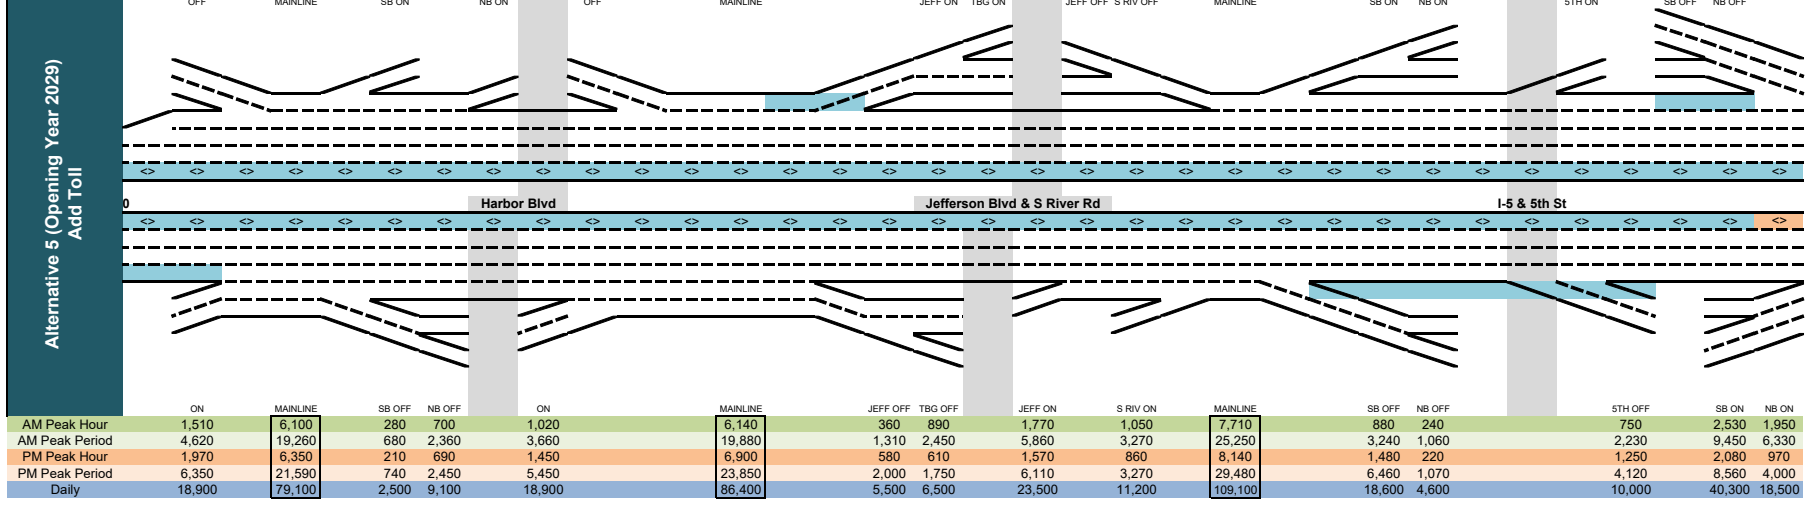 OFF MAINLINE SB ON NB ON OFF MAINLINE JEFF ON TBG ON JEFF OFF S RIV OFF MAINLINE SB ON NB ON 5TH ON SB OFF NB OFF
Alternative 5 (Opening Year 2029)
Add Toll
<> <> <> <> <> <> <> <> <> <> <> <> <> <> <> <> <> <> <> <> <> <> <> <> <> <> <> <> <> <> <> <> <> <>
0 Harbor Blvd Jefferson Blvd & S River Rd I-5 & 5th St
<> <> <> <> <> <> <> <> <> <> <> <> <> <> <> <> <> <> <> <> <> <> <> <> <> <> <> <> <> <> <> <> <> <>
ON MAINLINE SB OFF NB OFF ON MAINLINE JEFF OFF TBG OFF JEFF ON S RIV ON MAINLINE SB OFF NB OFF 5TH OFF SB ON NB ON
AM Peak Hour 1,510 6,100 280 700 1,020 6,140 360 890 1,770 1,050 7,710 880 240 750 2,530 1,950
AM Peak Period 4,620 19,260 680 2,360 3,660 19,880 1,310 2,450 5,860 3,270 25,250 3,240 1,060 2,230 9,450 6,330
PM Peak Hour 1,970 6,350 210 690 1,450 6,900 580 610 1,570 860 8,140 1,480 220 1,250 2,080 970
PM Peak Period 6,350 21,590 740 2,450 5,450 23,850 2,000 1,750 6,110 3,270 29,480 6,460 1,070 4,120 8,560 4,000
Daily 18,900 79,100 2,500 9,100 18,900 86,400 5,500 6,500 23,500 11,200 109,100 18,600 4,600 10,000 40,300 18,500